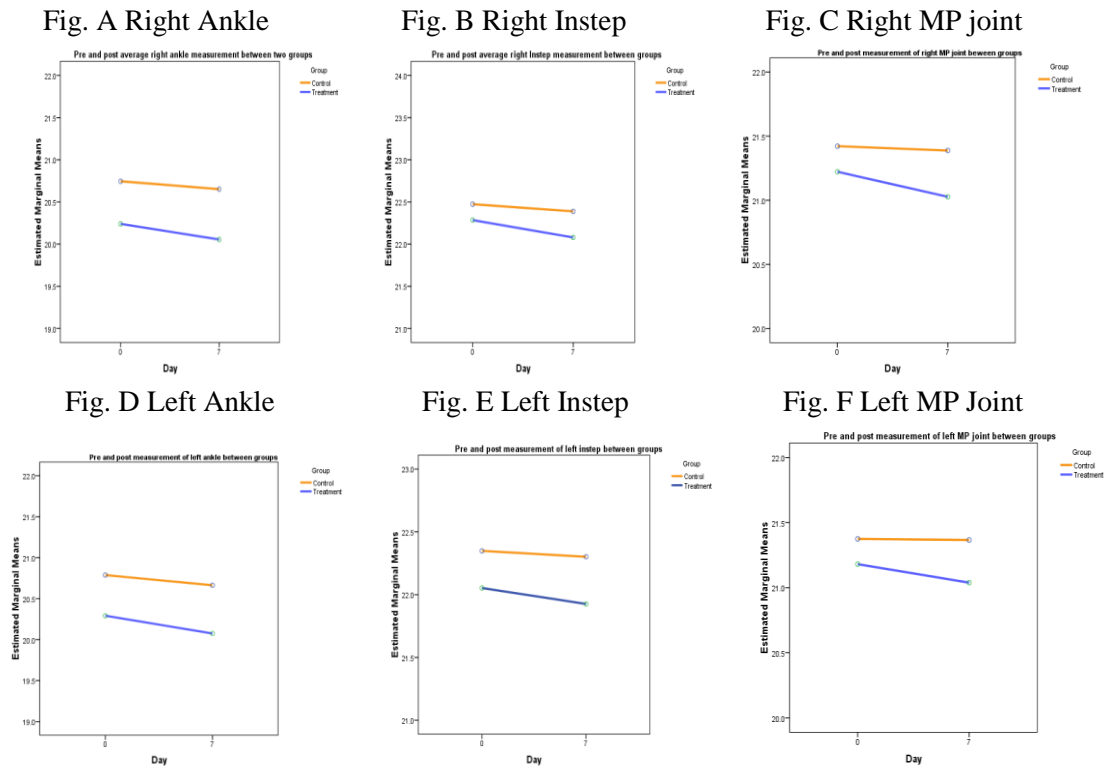 Fig. A Right Ankle
Pre and post average right ankle measurement between two groups
Group
Control
Treatment
Estimated Marginal Means
22.0
21.5
21.0
20.5
20.0
19.5
19.0
0
7
Day
Fig. B Right Instep
Pre and post average right Instep measurement between groups
Group
Control
Treatment
Estimated Marginal Means
24.0
23.5
23.0
22.5
22.0
21.5
21.0
0
7
Day
Fig. C Right MP joint
Pre and post measurement of right MP joint beween groups
Group
Control
Treatment
Estimated Marginal Means
22.0
21.5
21.0
20.5
20.0
0
7
Day
Fig. D Left Ankle
Pre and post measurement of left ankle between groups
Group
Control
Treatment
Estimated Marginal Means
22.0
21.5
21.0
20.5
20.0
19.5
19.0
0
7
Day
Fig. E Left Instep
Pre and post measurement of left instep between groups
Group
Control
Treatment
Estimated Marginal Means
23.0
22.5
22.0
21.5
21.0
0
7
Day
Fig. F Left MP Joint
Pre and post measurement of left MP joint between groups
Group
Control
Treatment
Estimated Marginal Means
22.0
21.5
21.0
20.5
20.0
0
7
Day